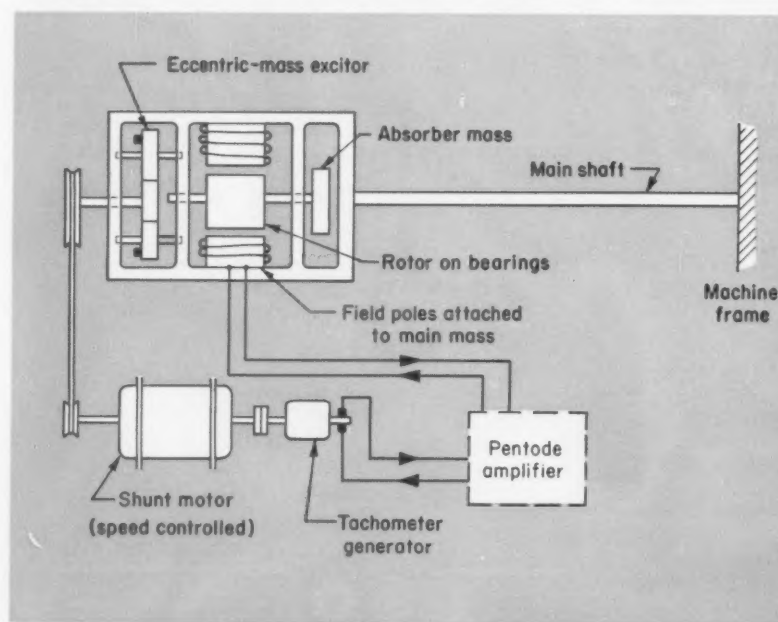 Eccentric-mass excitor
Absorber mass
Main shaft
Rotor on bearings
Machine
frame
Field poles attached
to main mass
Pentode
amplifier
Shunt motor
(speed controlled)
Tachometer
generator